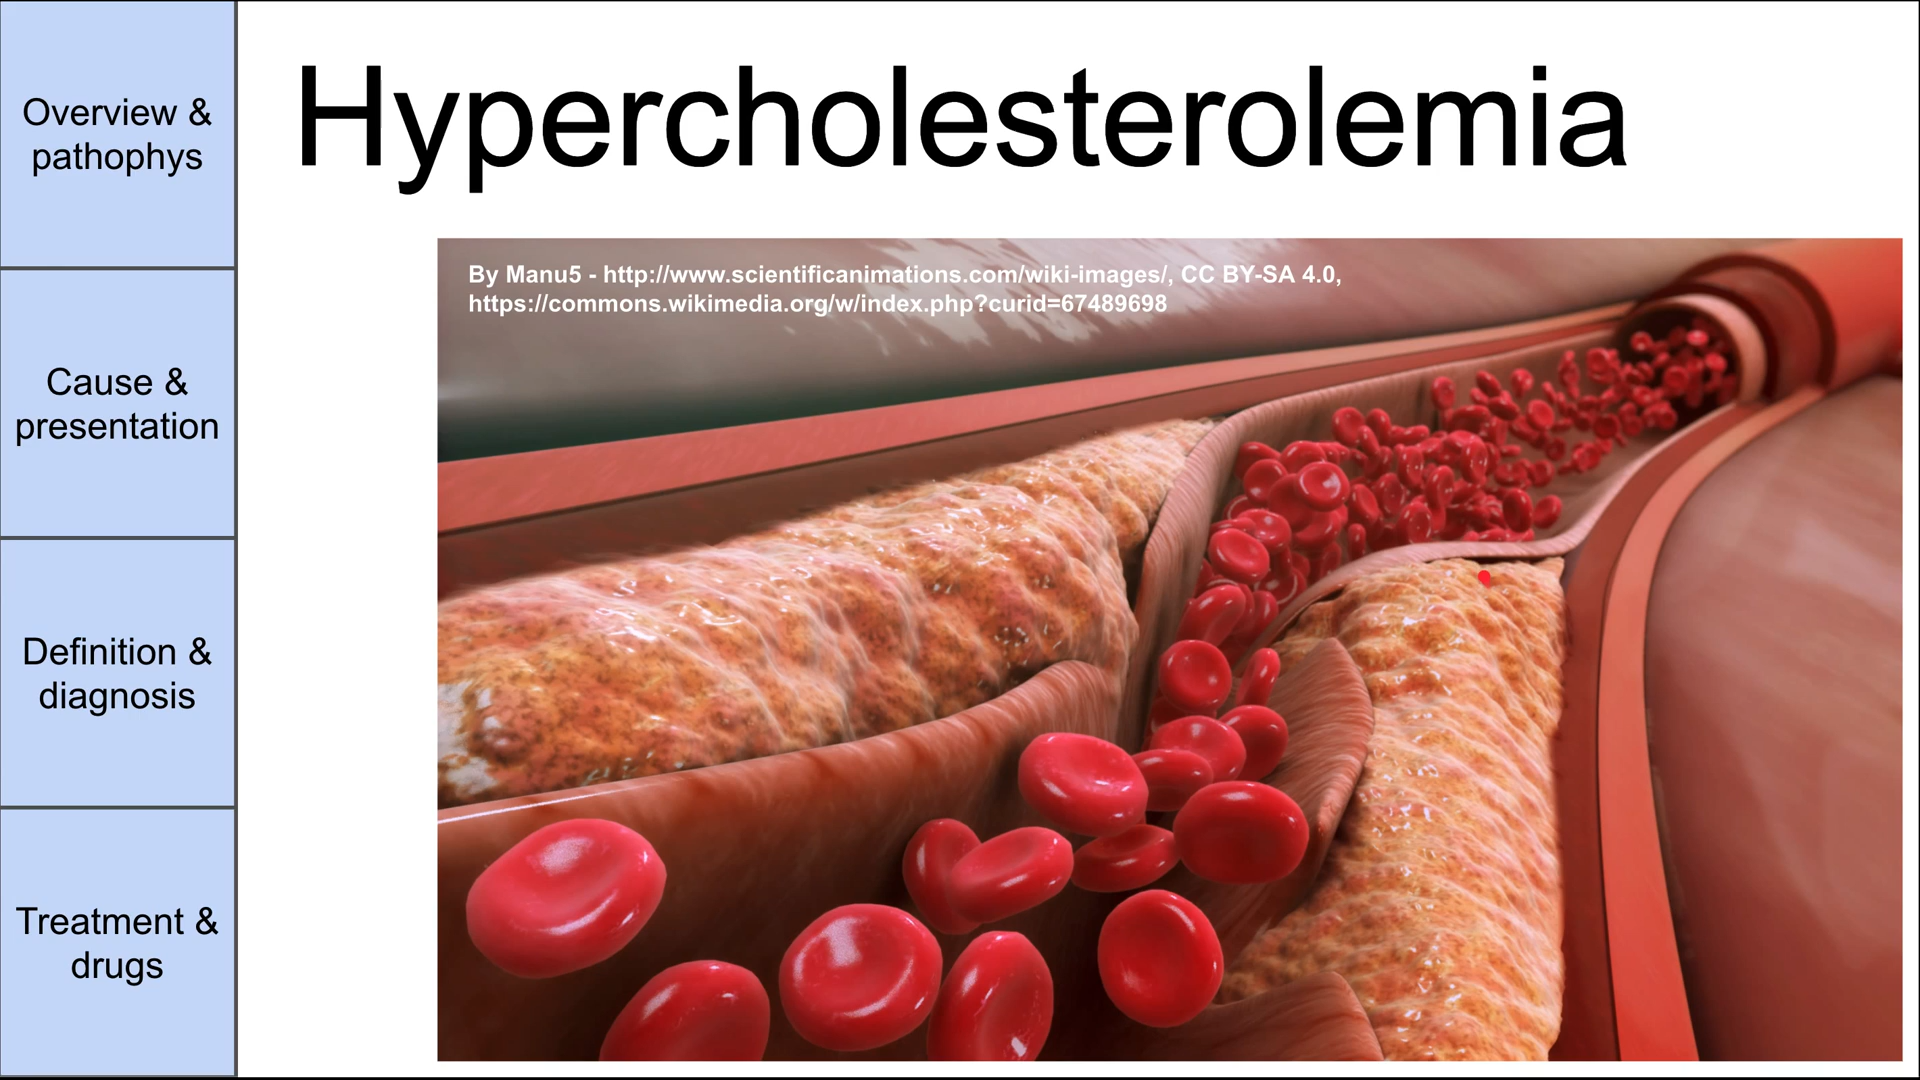 Overview &
pathophys
Cause &
presentation
Definition &
diagnosis
Treatment &
drugs
Hypercholesterolemia
By Manu5 - http://www.scientificanimations.com/wiki-images/, CC BY-SA 4.0,
https://commons.wikimedia.org/w/index.php?curid=67489698